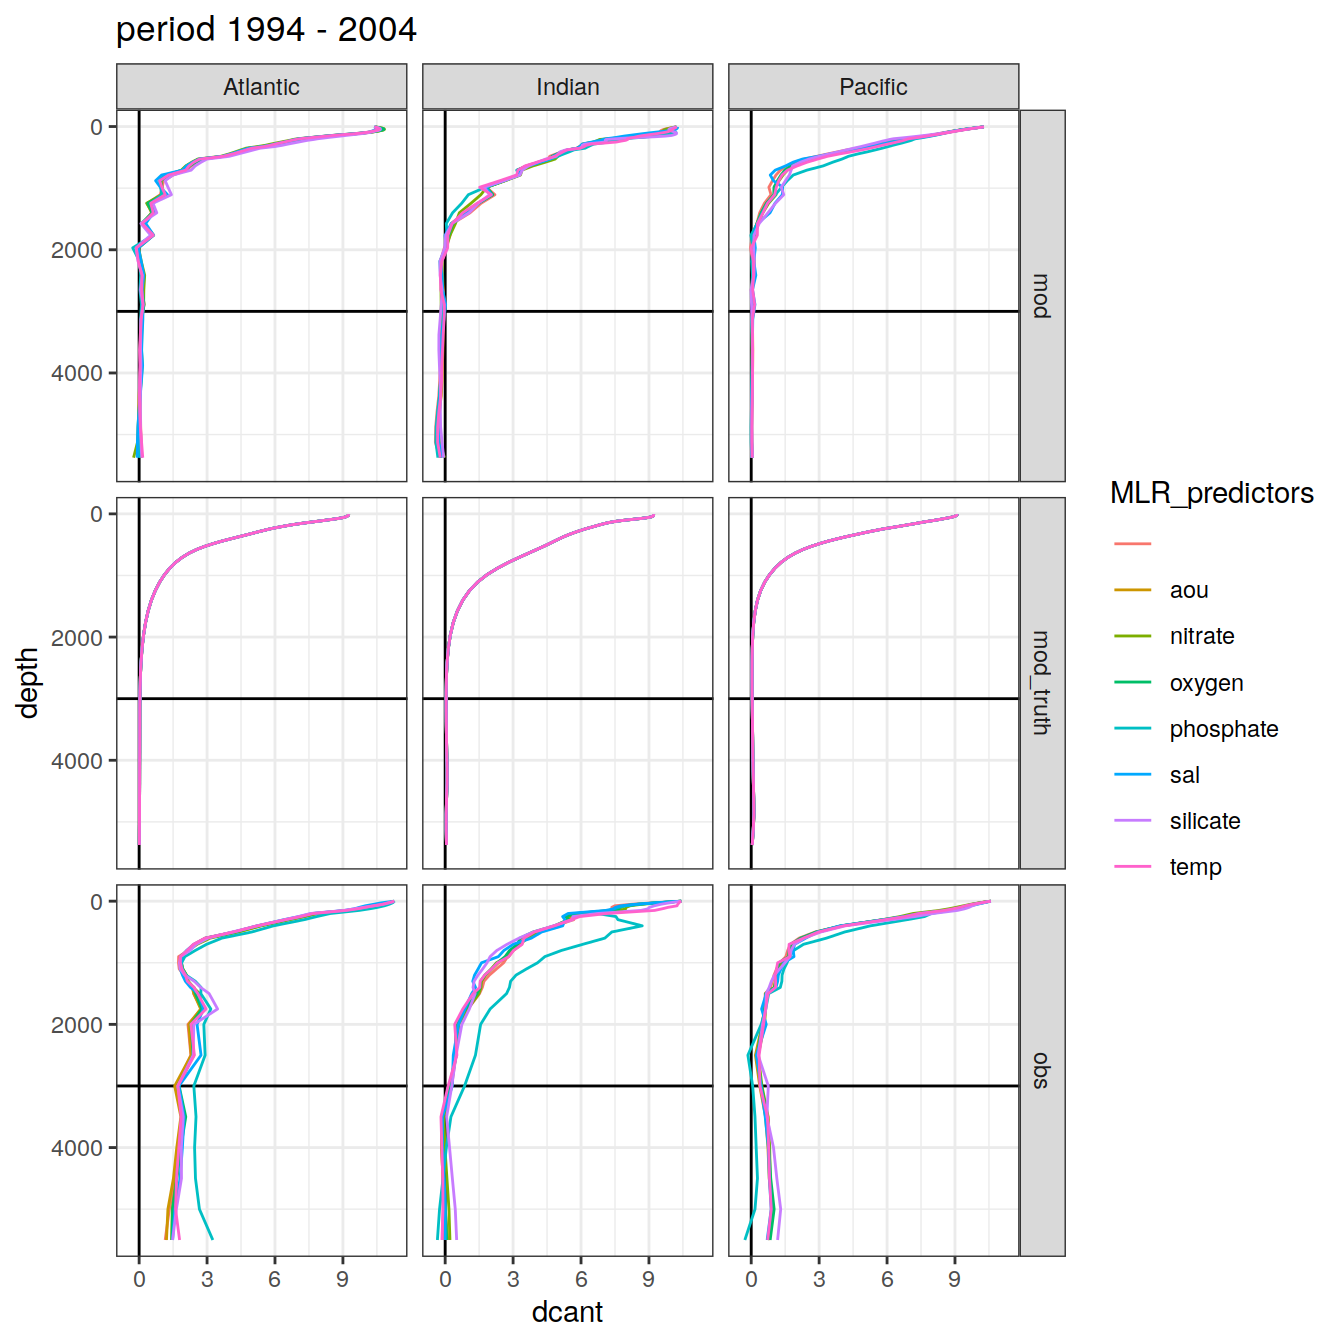 period 1994 - 2004
Atlantic
Indian
Pacific
0
2000
4000
mod
0
2000
4000
mod_truth
0
2000
4000
obs
depth
0 3 6 9
0 3 6 9
0 3 6 9
dcant
MLR_predictors
aou
nitrate
oxygen
phosphate
sal
silicate
temp